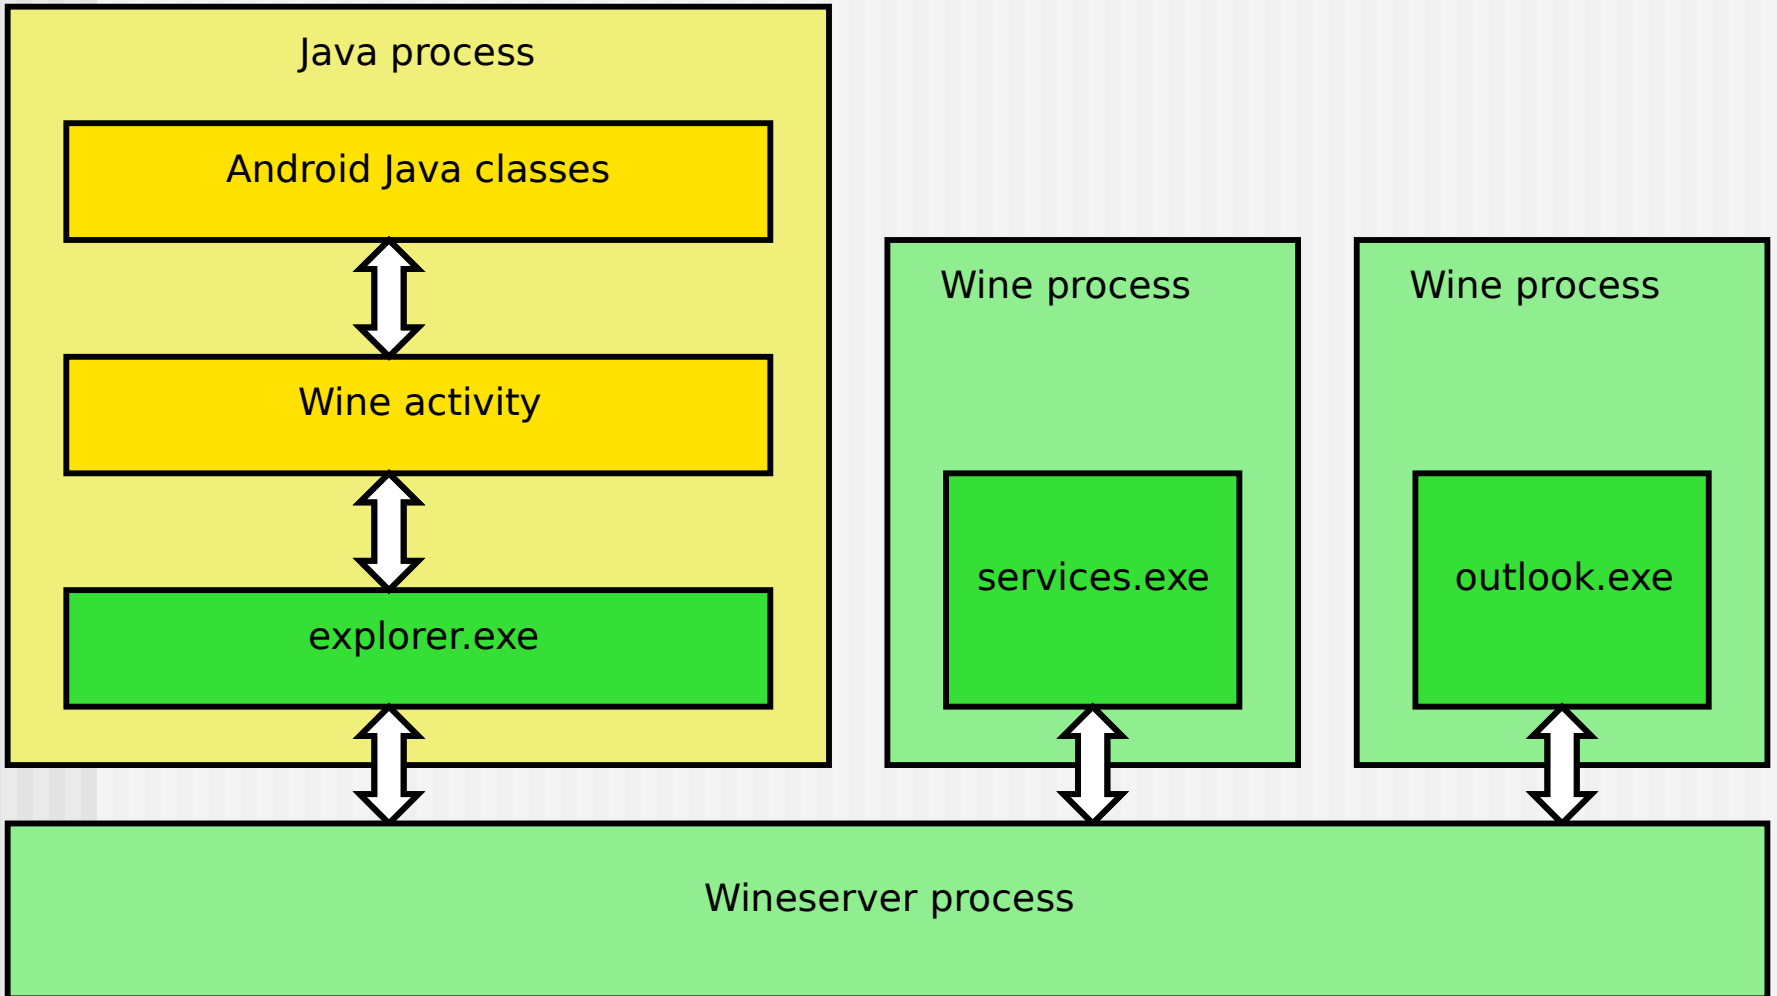 Java process
Android Java classes
Wine activity
explorer.exe
Wine process
services.exe
Wine process
outlook.exe
Wineserver process